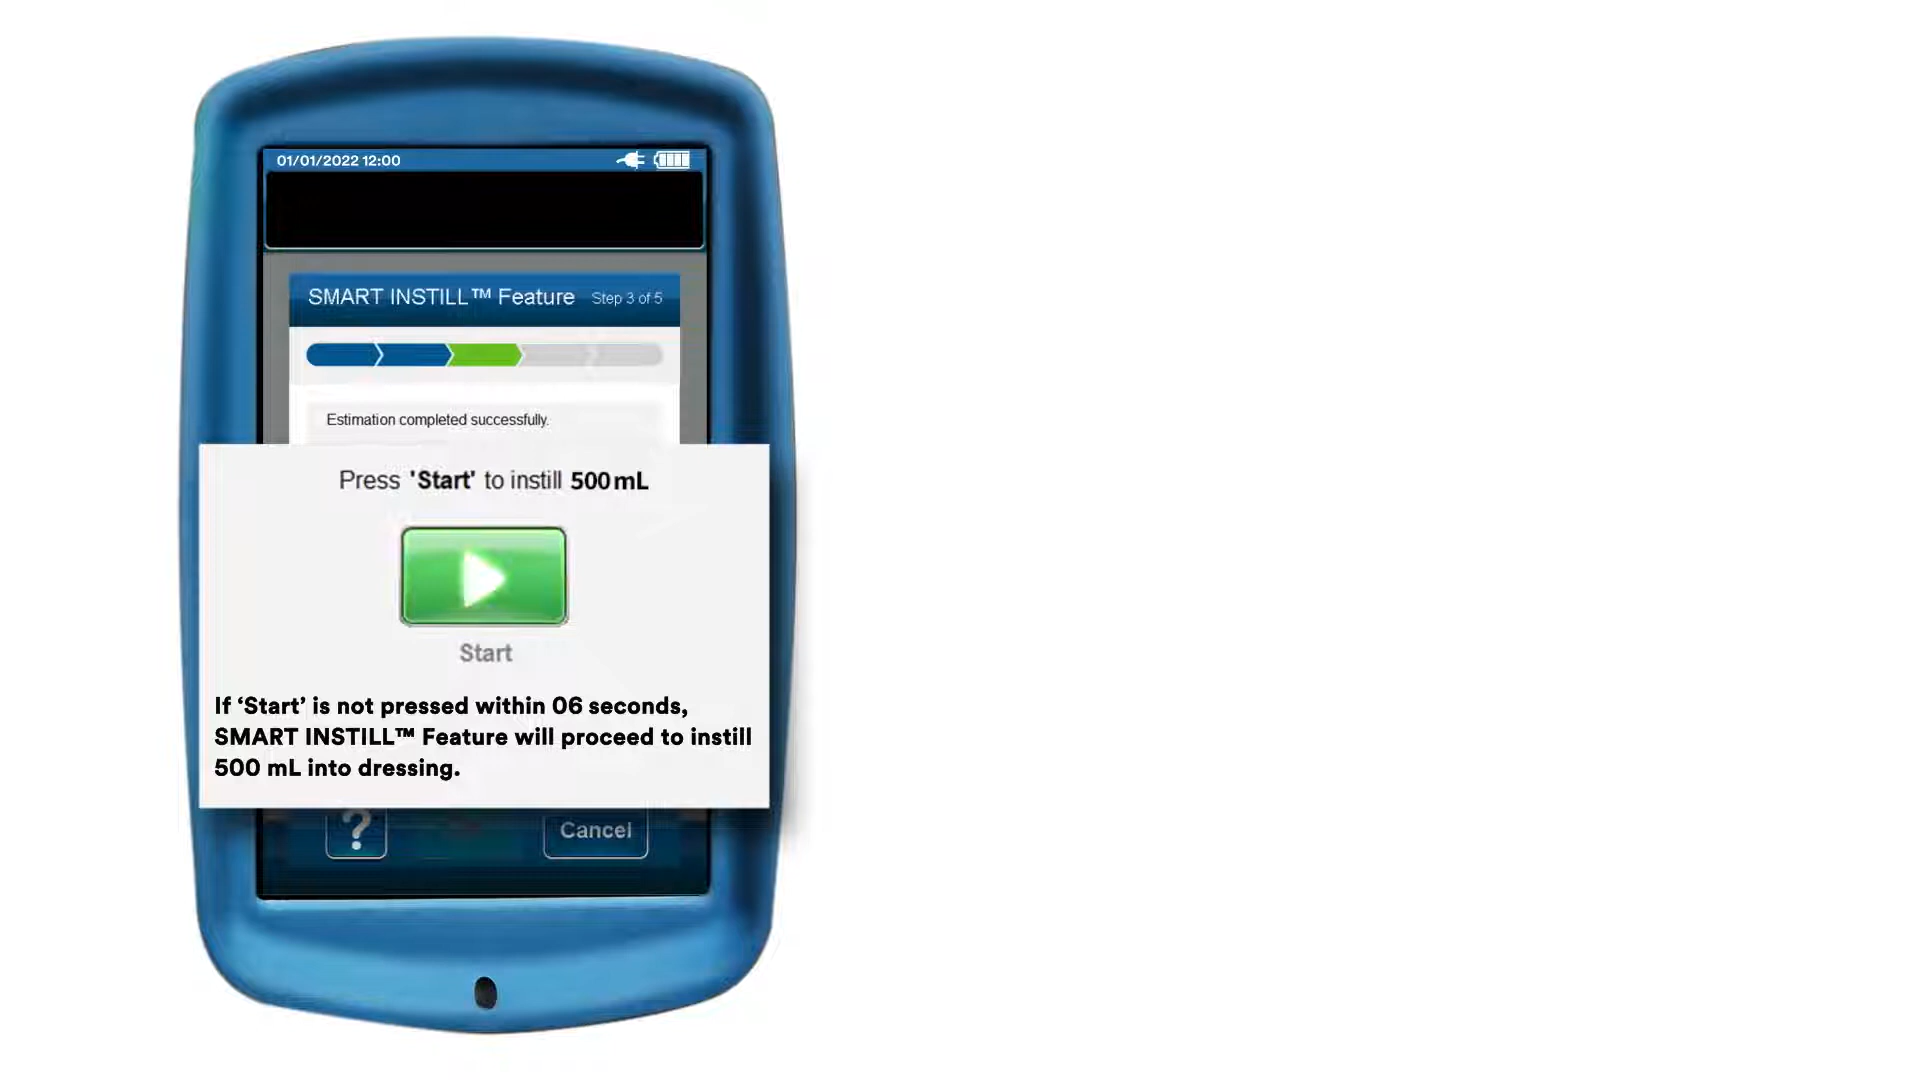 01/01/2022 12:00
SMART INSTILL™ Feature Step 3 of 5
Estimation completed successfully.
Press 'Start' to instill 500mL
Start
If ‘Start’ is not pressed within 06 seconds,
SMART INSTILL™ Feature will proceed to instill
500 mL into dressing.
? Cancel